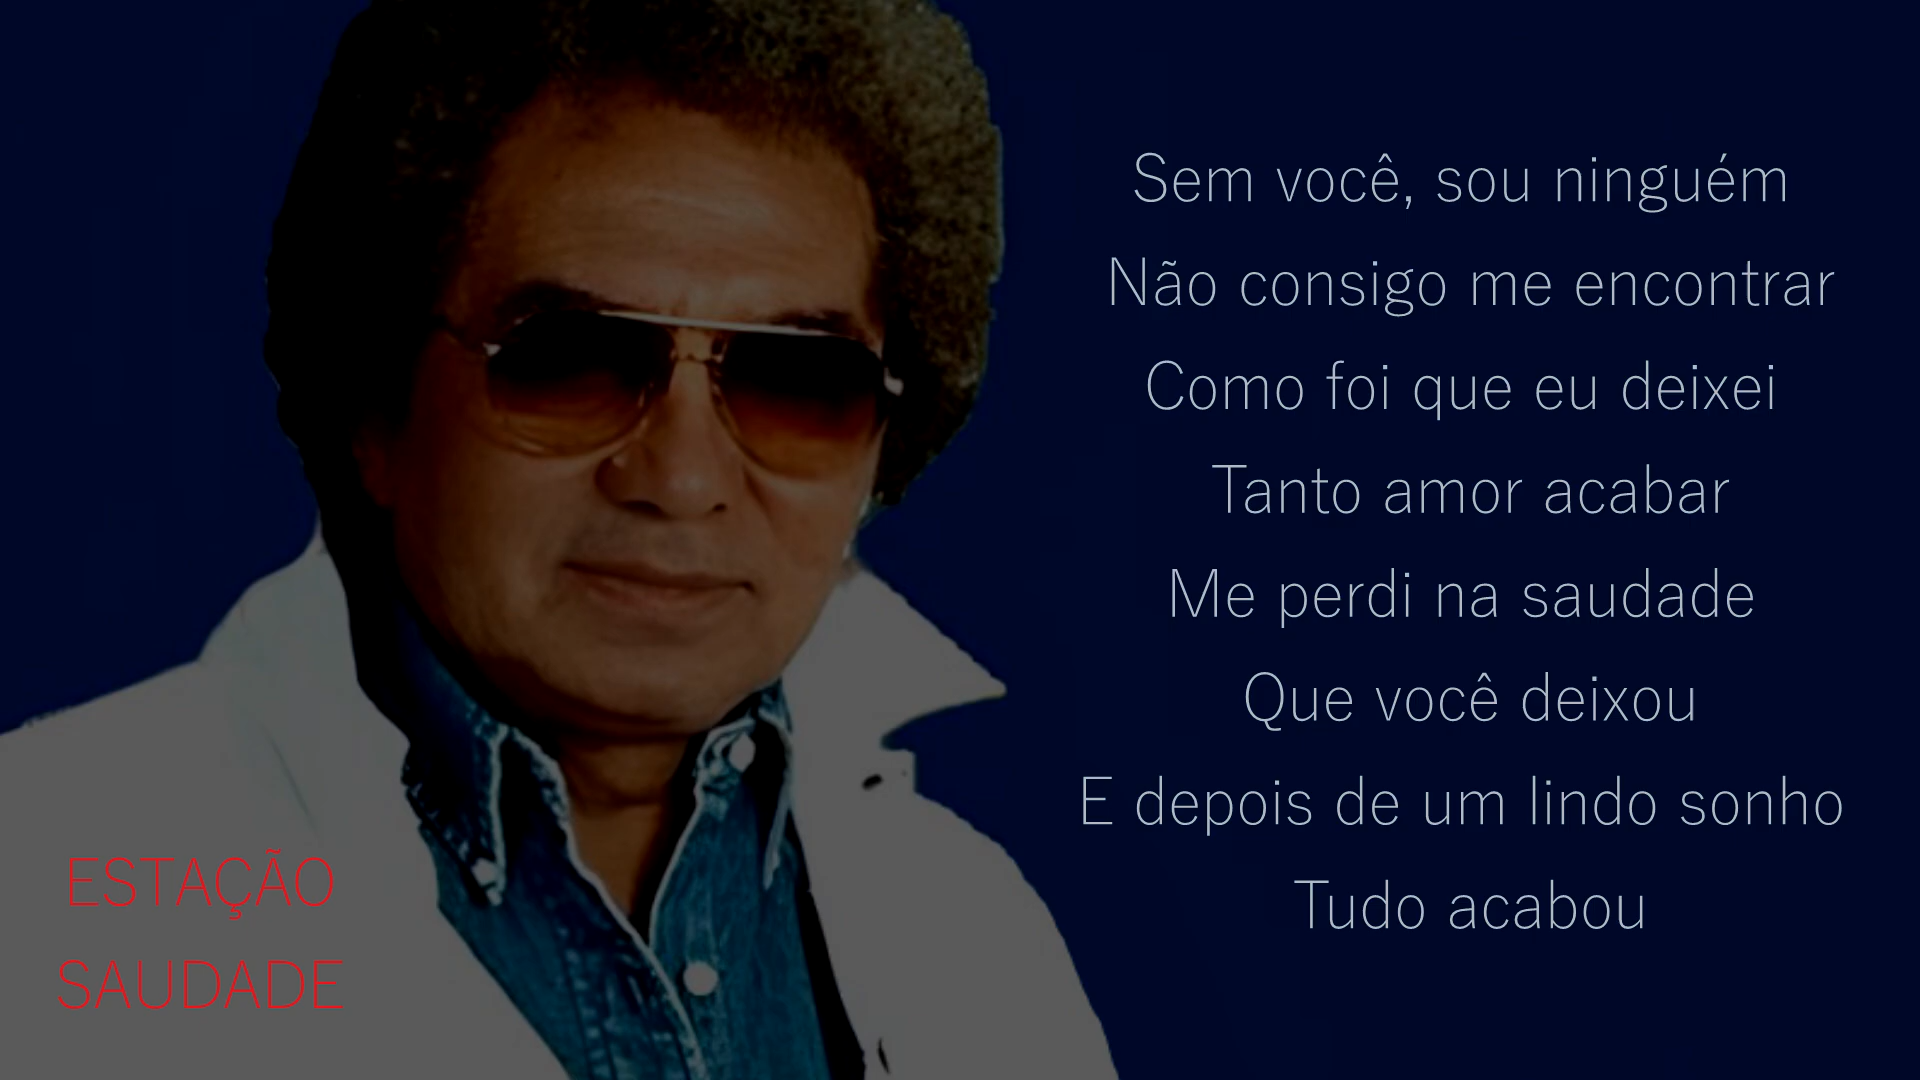 Sem você, sou ninguém
Não consigo me encontrar
Como foi que eu deixei
Tanto amor acabar
Me perdi na saudade
Que você deixou
E depois de um lindo sonho
Tudo acabou
ESTAÇÃO
SAUDADE